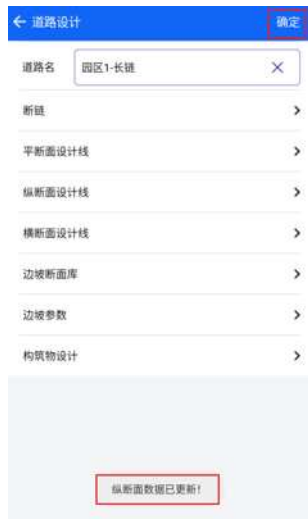 道路设计 确定
道路名 园区1-长链
断链
平断面设计线
纵断面设计线
横断面设计线
边坡断面库
边坡参数
构筑物设计
纵断面数据已更新!